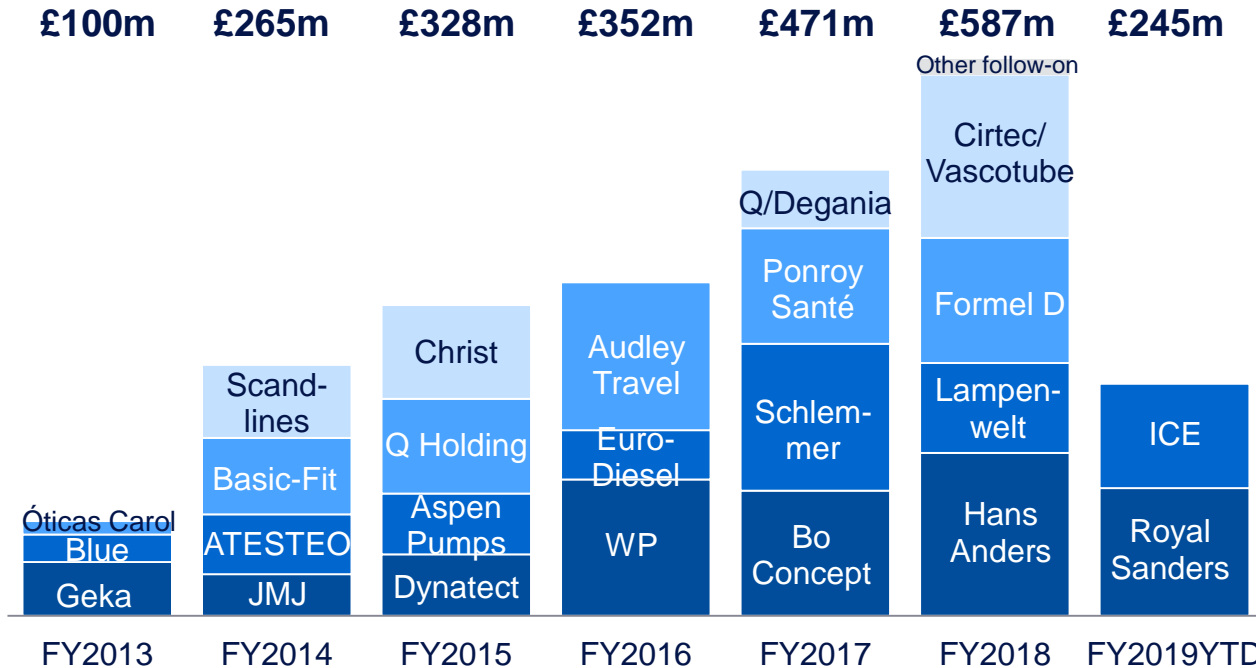 £100m £265m £328m £352m £471m £587m £245m
Óticas Carol
Blue
Geka
Scand-
lines
Basic-Fit
ATESTEO
JMJ
Christ
Q Holding
Aspen
Pumps
Dynatect
Audley
Travel
Euro-
Diesel
WP
Q/Degania
Ponroy
Santé
Schlem-
mer
Bo
Concept
Other follow-on
Cirtec/
Vascotube
Formel D
Lampen-
welt
Hans
Anders
ICE
Royal
Sanders
FY2013 FY2014 FY2015 FY2016 FY2017 FY2018 FY2019YTD